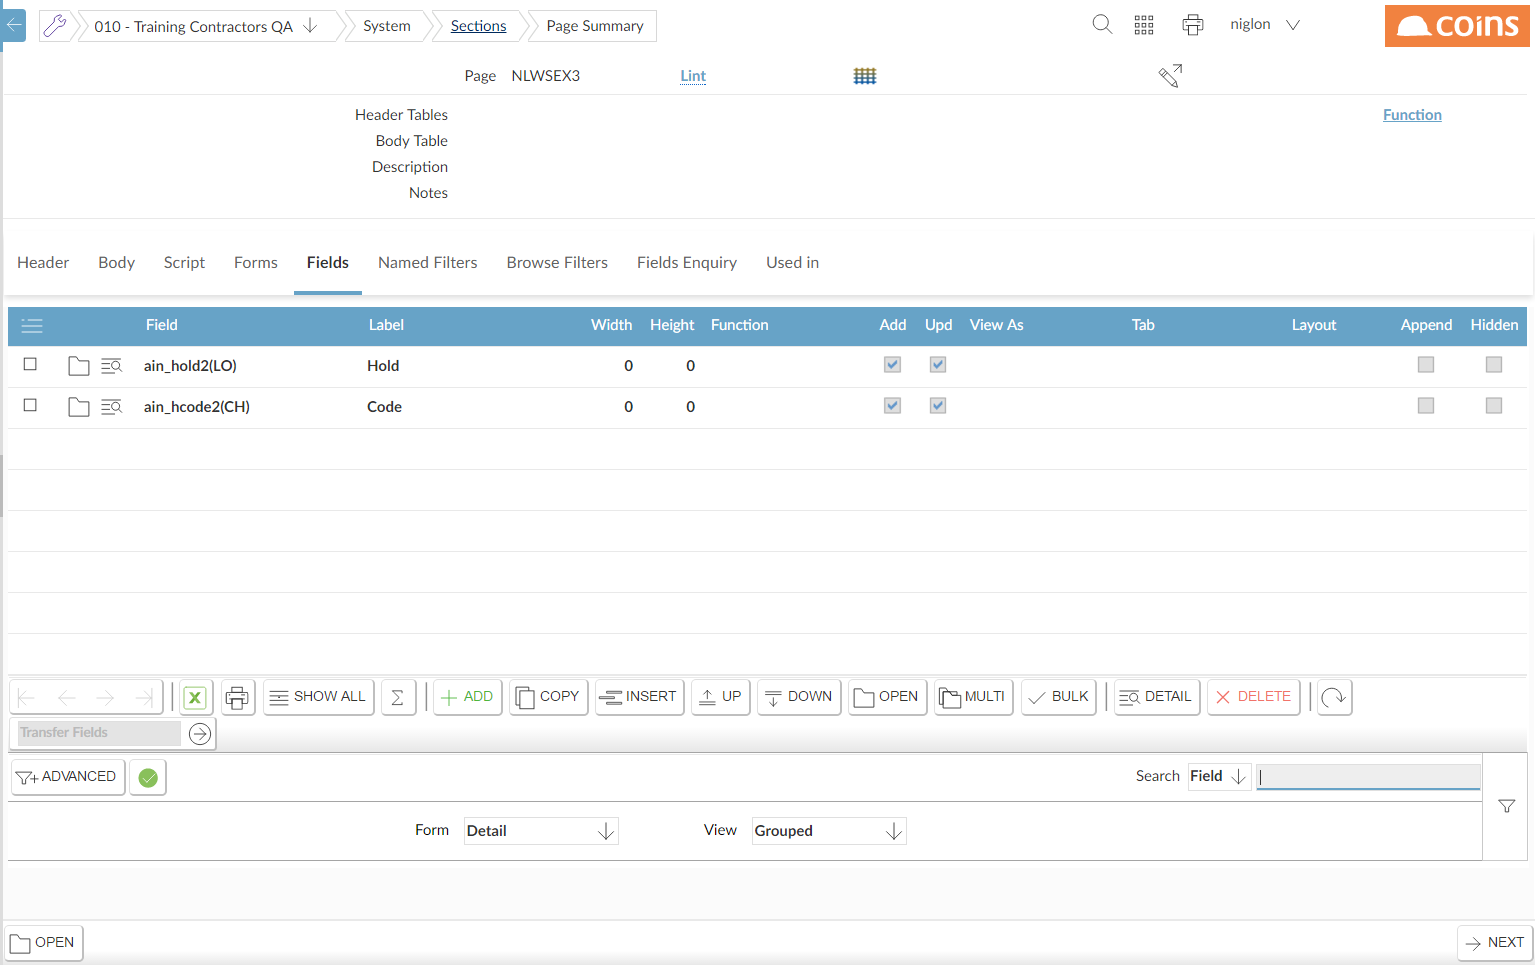 010 - Training Contractors QA
System
Sections
Page Summary
niglon
coins
Page NLWSEX3 Lint
Header Tables
Function
Body Table
Description
Notes
Header Body Script Forms Fields Named Filters Browse Filters Fields Enquiry Used in
Field Label Width Height Function Add Upd View As Tab Layout Append Hidden
ain_hold2(LO) Hold 0 0
ain_hcode2(CH) Code 0 0
X SHOW ALL Σ ADD COPY INSERT UP DOWN OPEN MULTI BULK DETAIL DELETE
Transfer Fields
ADVANCED Search Field
Form Detail View Grouped
OPEN NEXT